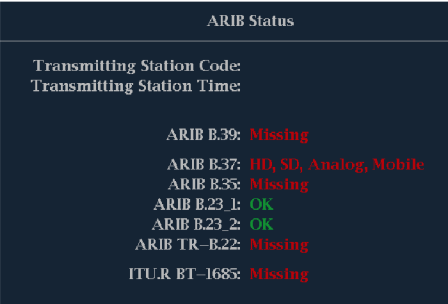 ARIB Status
Transmitting Station Code:
Transmitting Station Time:
ARIB B.39: Missing
ARIB B.37: HD, SD, Analog, Mobile
ARIB B.35: Missing
ARIB B.23_1: OK
ARIB B.23_2: OK
ARIB TR-B.22: Missing
ITU.R BT-1685: Missing